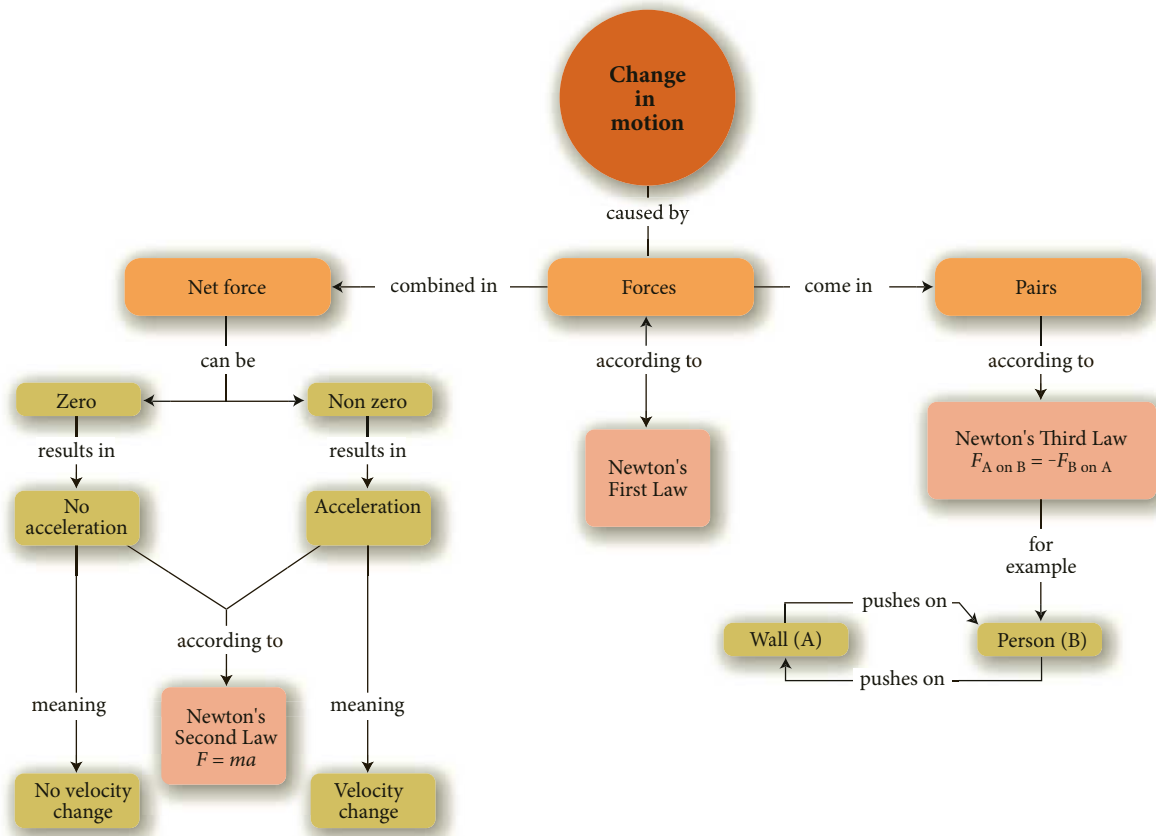 Change
in
motion
caused by
Net force
combined in
Forces
come in
Pairs
can be
according to
according to
Zero
Non zero
results in
results in
Newton's Third Law
F_A on B = -F_B on A
Newton's
First Law
No
acceleration
Acceleration
for
example
pushes on
Wall (A)
Person (B)
pushes on
according to
meaning
Newton's
Second Law
F = ma
meaning
No velocity
change
Velocity
change